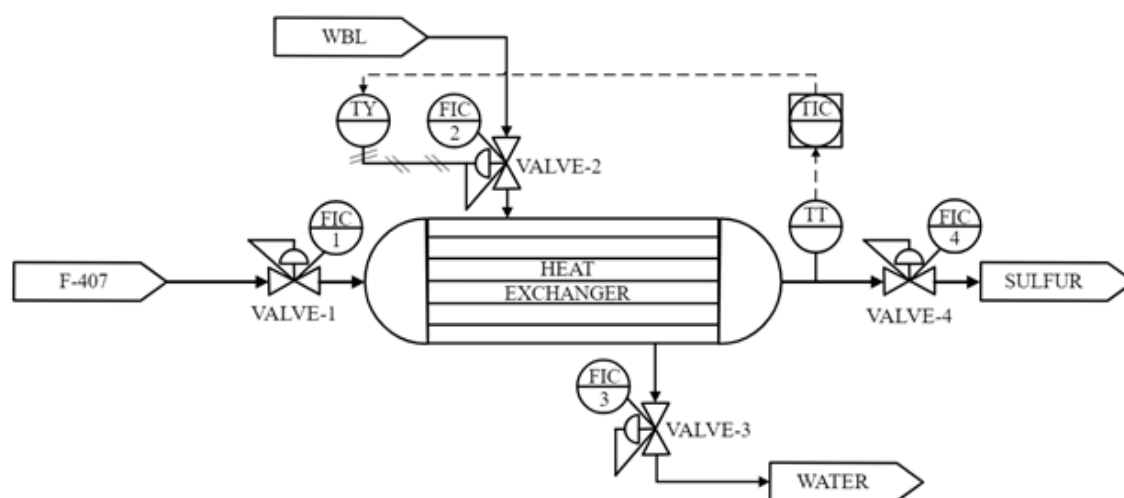 WBL
TY
FIC
2
TIC
VALVE-2
FIC
1
TT
FIC
4
F-407
HEAT
EXCHANGER
SULFUR
VALVE-1
VALVE-4
FIC
3
VALVE-3
WATER